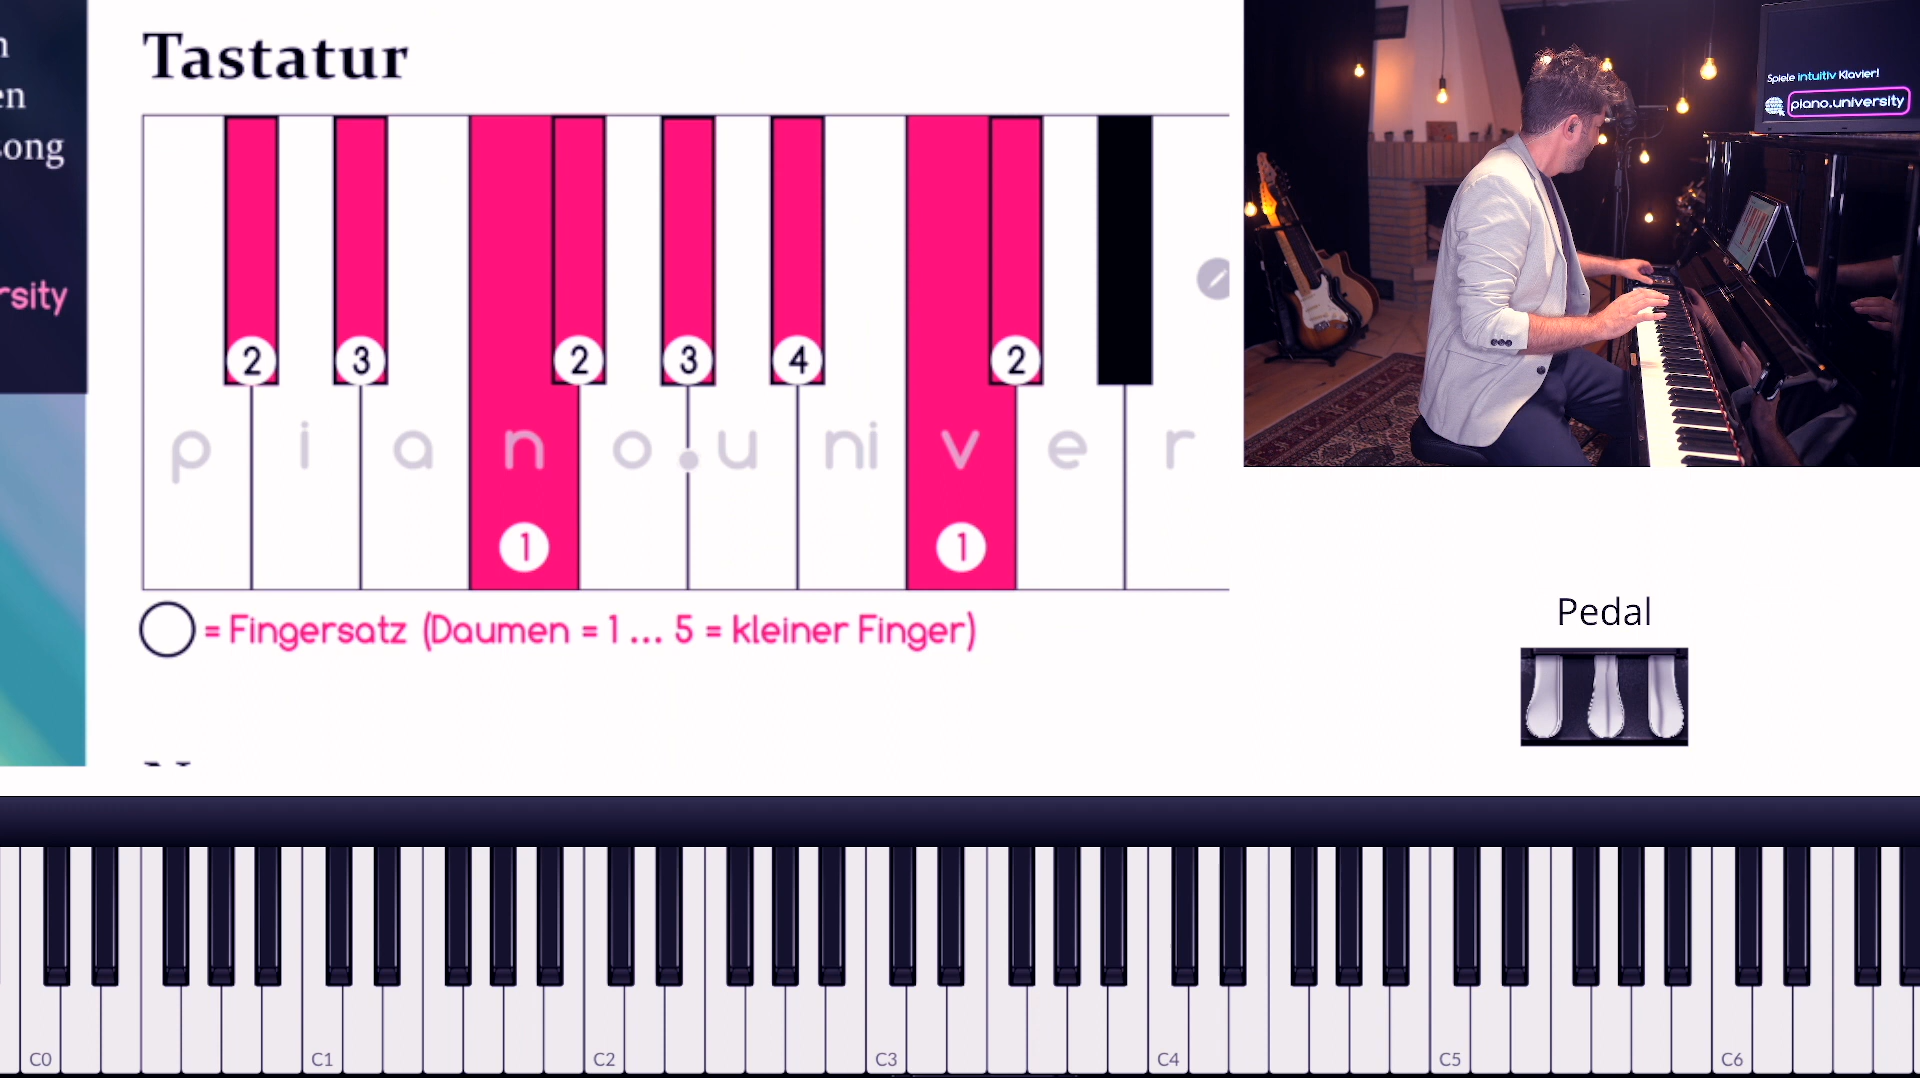 en
song
rsity
Tastatur
2 3 2 3 4 2
p i a n o . u ni v e r
1 1
= Fingersatz (Daumen = 1 ... 5 = kleiner Finger)
Spiele intuitiv Klavier!
piano.university
Pedal
C0 C1 C2 C3 C4 C5 C6